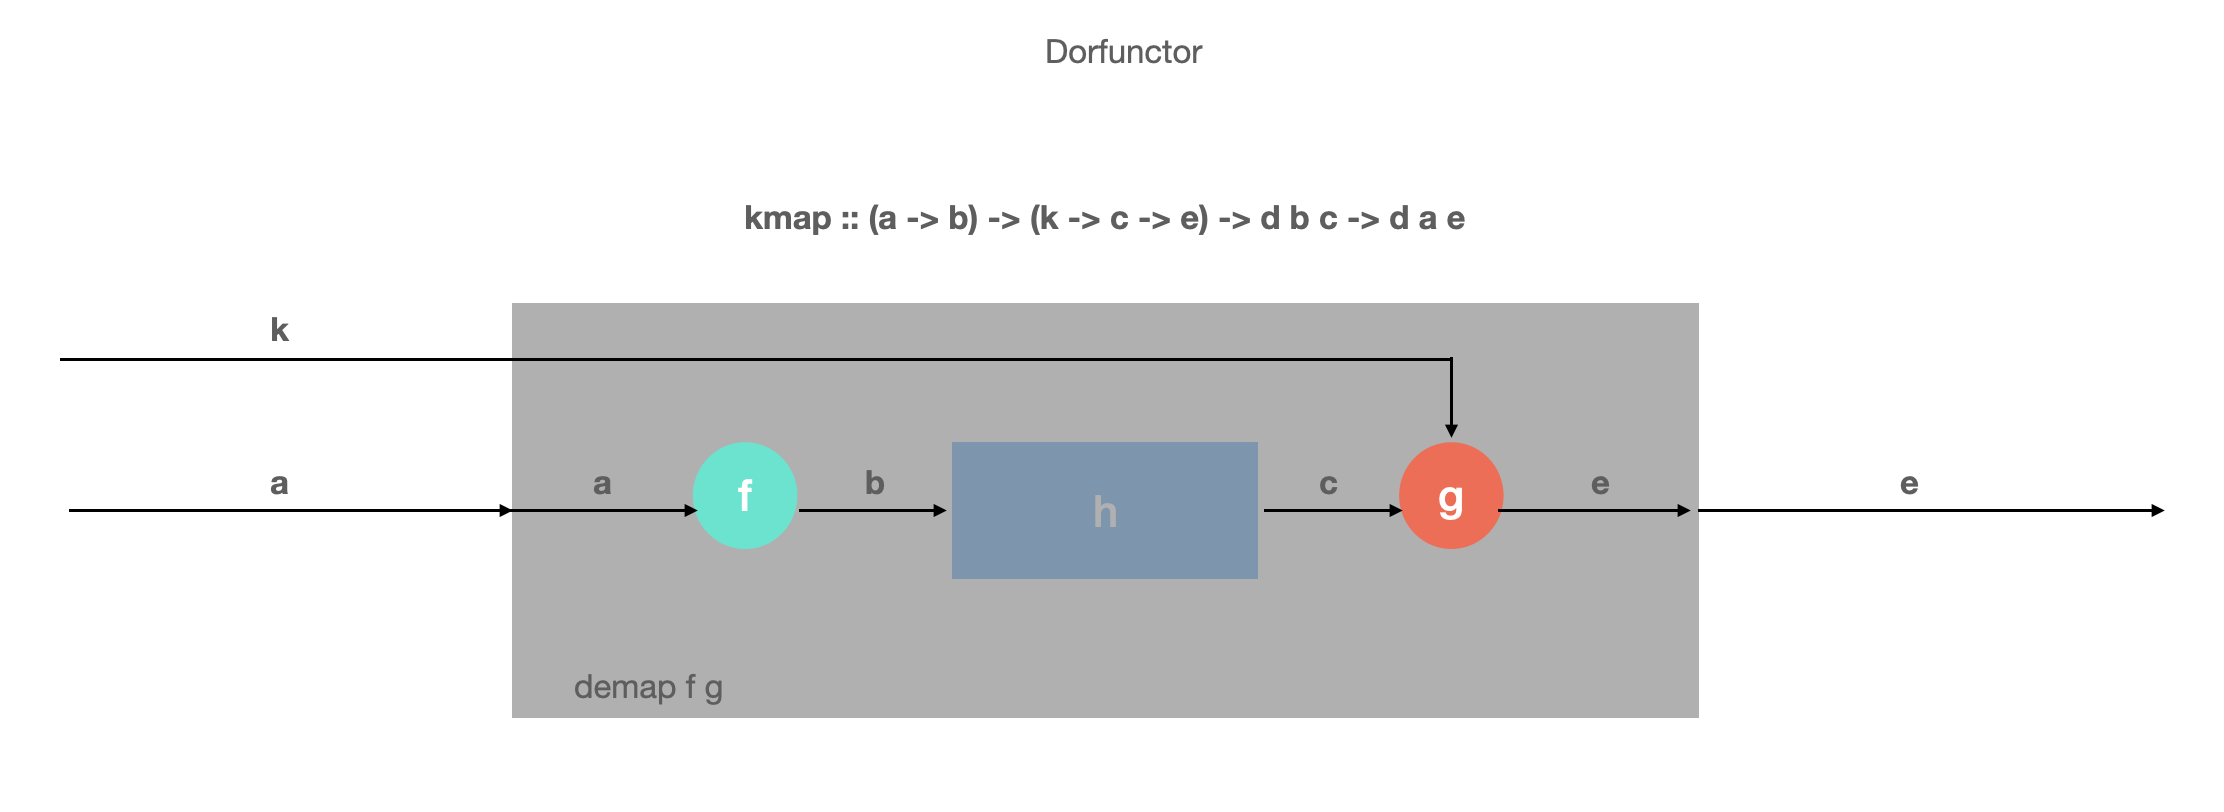 Dorfunctor
kmap :: (a -> b) -> (k -> c -> e) -> d b c -> d a e
k
a
a
f
b
h
c
g
e
e
demap f g